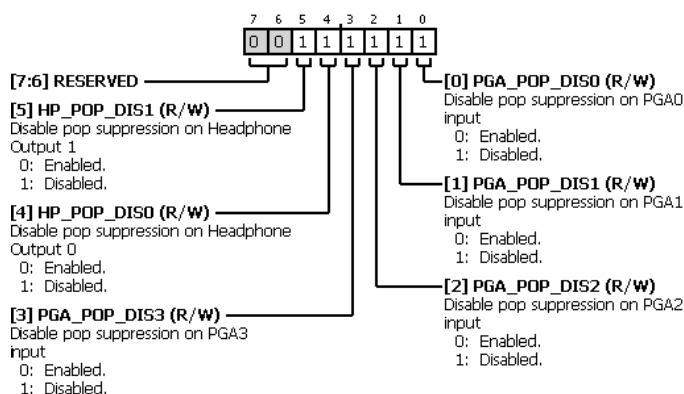 7 6 5 4 3 2 1 0
0 0 1 1 1 1 1 1
[7:6] RESERVED
[5] HP_POP_DIS1 (R/W)
Disable pop suppression on Headphone
Output 1
0: Enabled.
1: Disabled.
[4] HP_POP_DIS0 (R/W)
Disable pop suppression on Headphone
Output 0
0: Enabled.
1: Disabled.
[3] PGA_POP_DIS3 (R/W)
Disable pop suppression on PGA3
input
0: Enabled.
1: Disabled.
[0] PGA_POP_DIS0 (R/W)
Disable pop suppression on PGA0
input
0: Enabled.
1: Disabled.
[1] PGA_POP_DIS1 (R/W)
Disable pop suppression on PGA1
input
0: Enabled.
1: Disabled.
[2] PGA_POP_DIS2 (R/W)
Disable pop suppression on PGA2
input
0: Enabled.
1: Disabled.